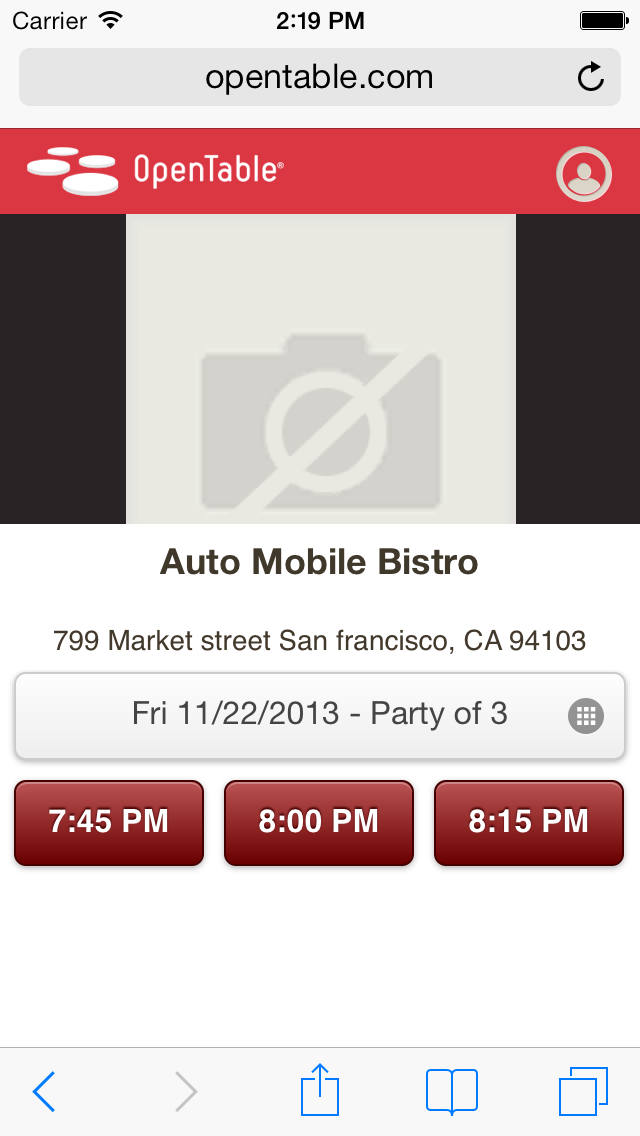 Carrier 2:19 PM
opentable.com
OpenTable®
Auto Mobile Bistro
799 Market street San francisco, CA 94103
Fri 11/22/2013 - Party of 3
7:45 PM 8:00 PM 8:15 PM